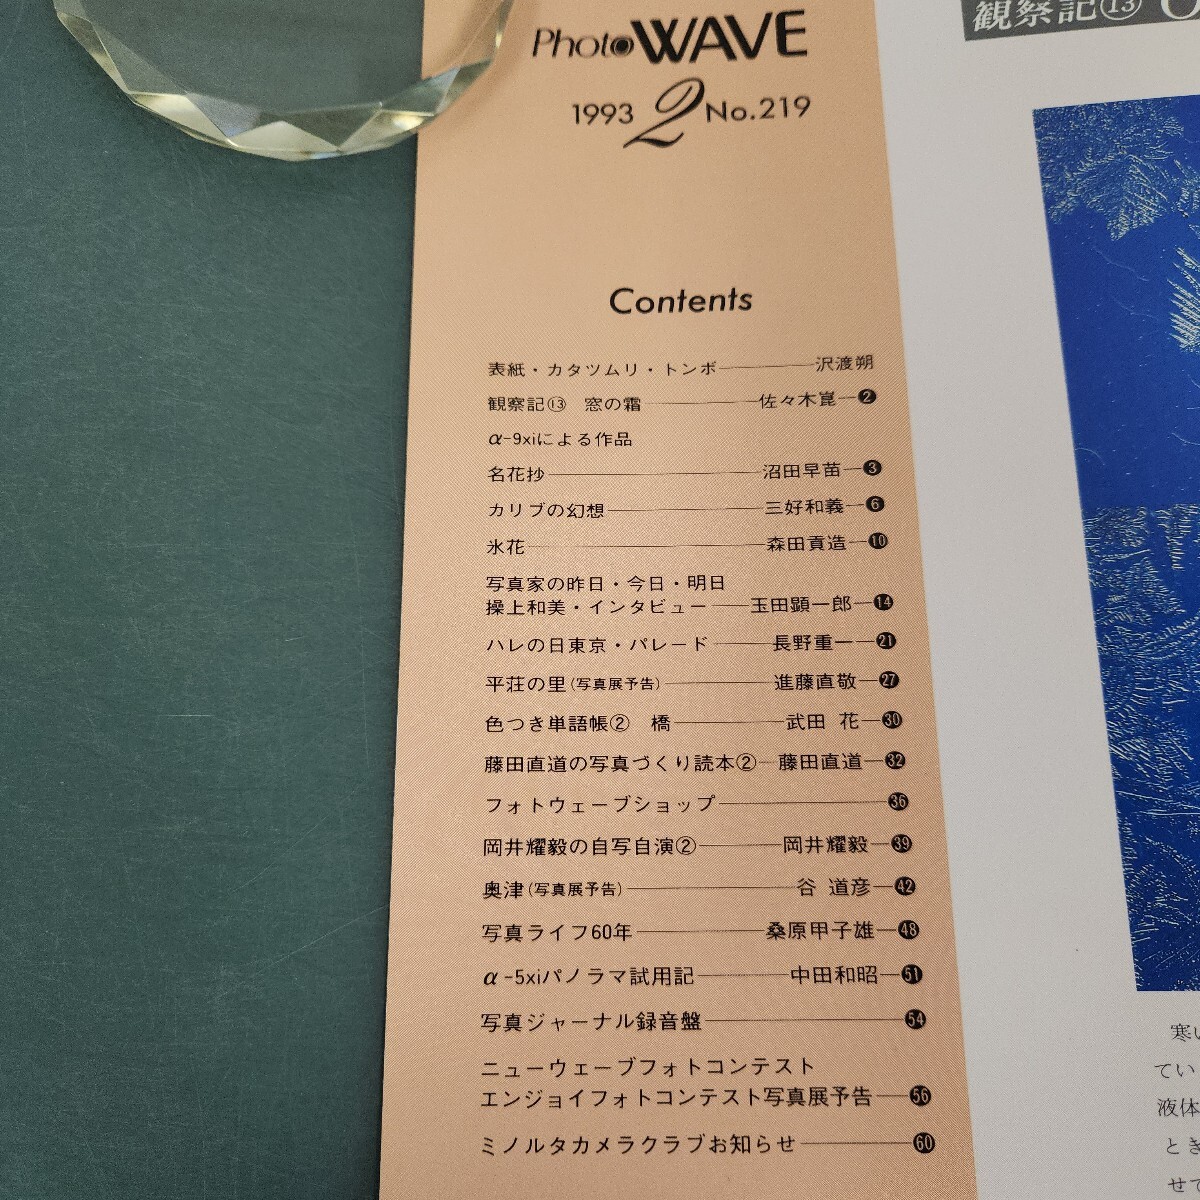 Photo WAVE
1993 2 No.219
Contents
表紙・カタツムリ・トンボ 沢渡朔
観察記⑬ 窓の霜 佐々木崑 2
α-9xiによる作品
名花抄 沼田早苗 3
カリブの幻想 三好和義 6
氷花 森田貢造 10
写真家の昨日・今日・明日
操上和美・インタビュー 玉田顕一郎 14
ハレの日東京・パレード 長野重一 21
平荘の里(写真展予告) 進藤直敬 27
色つき単語帳② 橋 武田 花 30
藤田直道の写真づくり読本② 藤田直道 32
フォトウェーブショップ 36
岡井耀毅の自写自演② 岡井耀毅 39
奥津(写真展予告) 谷 道彦 42
写真ライフ60年 桑原甲子雄 48
α-5xiパノラマ試用記 中田和昭 51
写真ジャーナル録音盤 54
ニューウェーブフォトコンテスト
エンジョイフォトコンテスト写真展予告 56
ミノルタカメラクラブお知らせ 60
観察記⑬
寒い
てい
液体
とき
せて